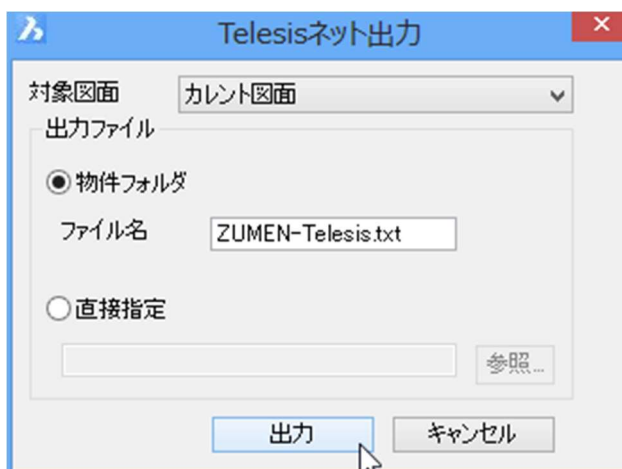 Telesisネット出力
対象図面 カレント図面
出力ファイル
物件フォルダ
ファイル名 ZUMEN-Telesis.txt
直接指定
参照...
出力 キャンセル